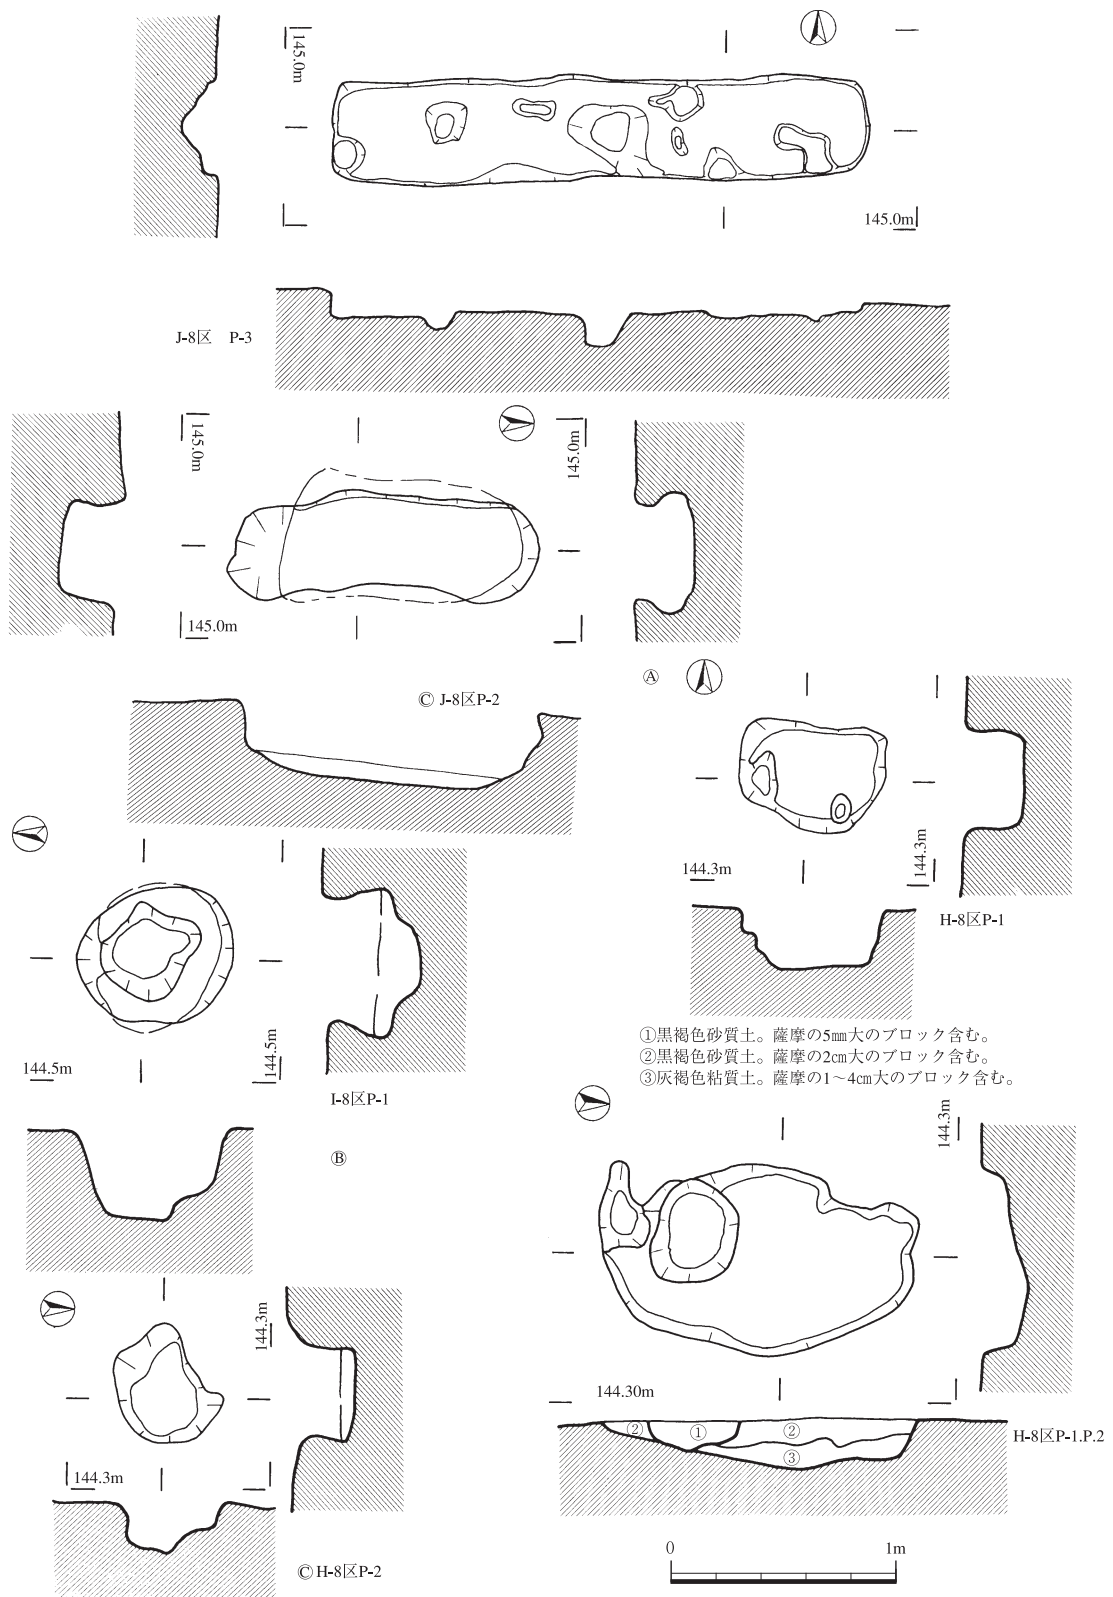 145.0m
145.0m
J-8区 P-3
145.0m
145.0m
145.0m
Ⓒ J-8区P-2
Ⓐ
144.3m
144.3m
H-8区P-1
144.5m
144.5m
I-8区P-1
Ⓑ
①黒褐色砂質土。薩摩の5㎜大のブロック含む。
②黒褐色砂質土。薩摩の2㎝大のブロック含む。
③灰褐色粘質土。薩摩の1～4㎝大のブロック含む。
144.3m
144.30m
② ① ②
③
H-8区P-1.P.2
144.3m
144.3m
Ⓒ H-8区P-2
0 1m